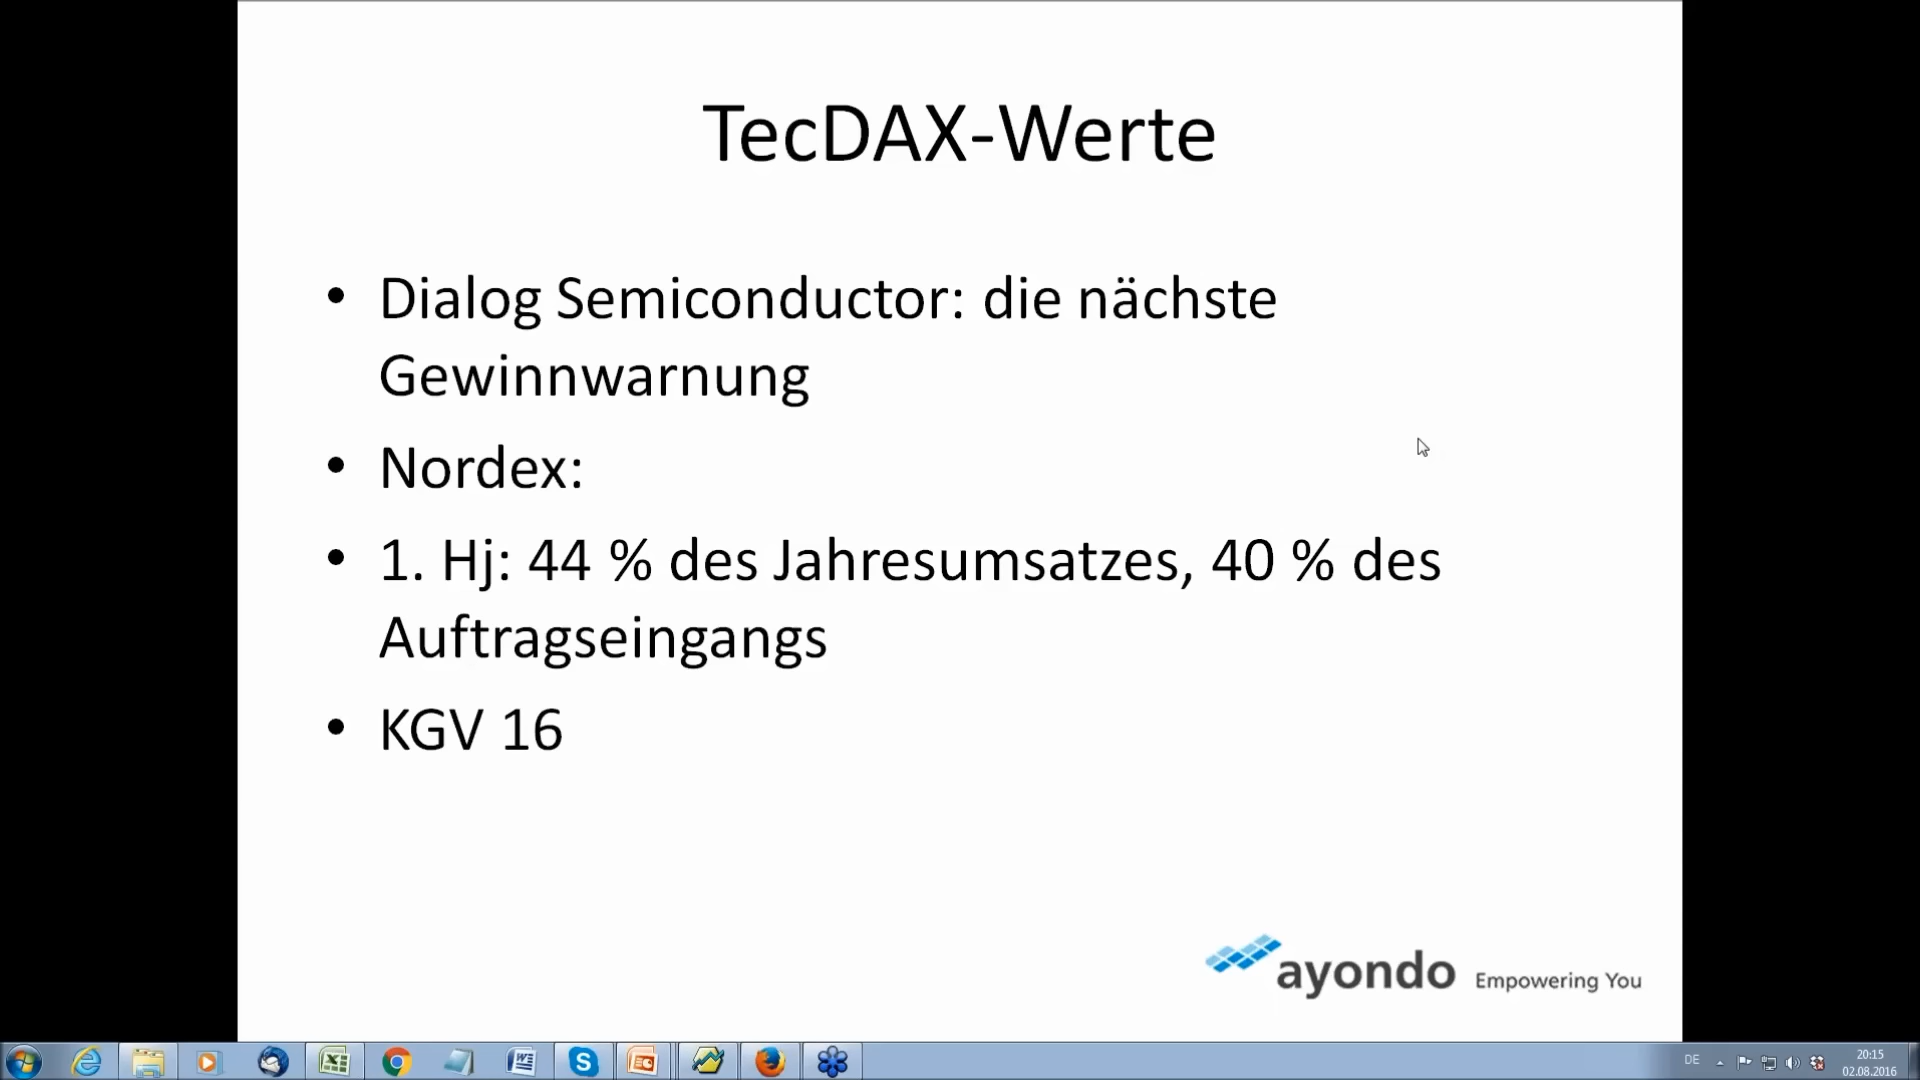 TecDAX-Werte
• Dialog Semiconductor: die nächste
Gewinnwarnung
• Nordex:
• 1. Hj: 44 % des Jahresumsatzes, 40 % des
Auftragseingangs
• KGV 16
ayondo Empowering You
DE
20:15
02.08.2016